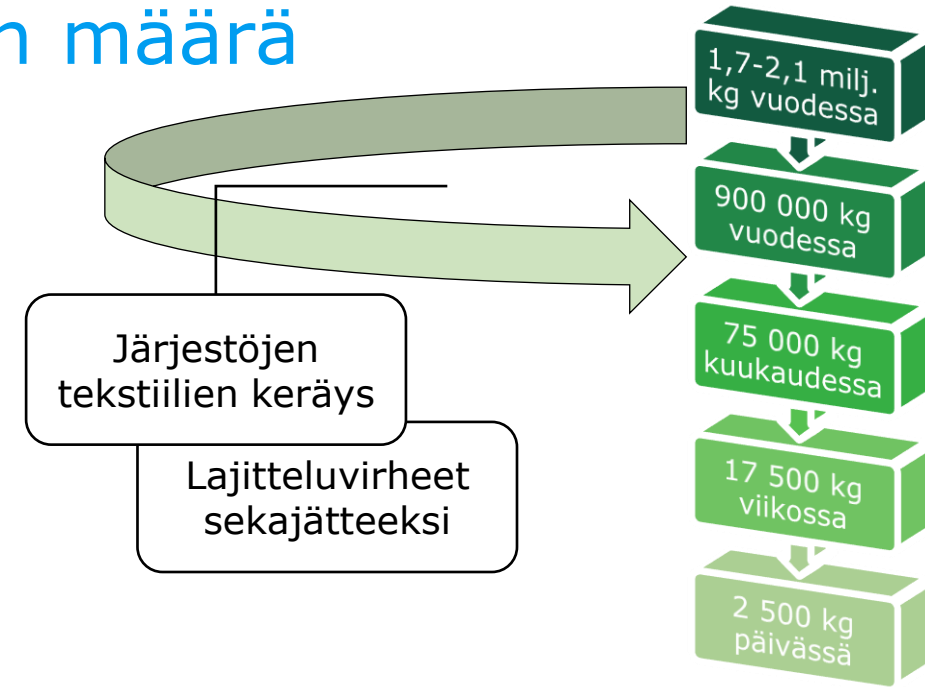 n määrä
1,7-2,1 milj.
kg vuodessa
900 000 kg
vuodessa
75 000 kg
kuukaudessa
17 500 kg
viikossa
2 500 kg
päivässä
Järjestöjen
tekstiilien keräys
Lajitteluvirheet
sekajätteeksi